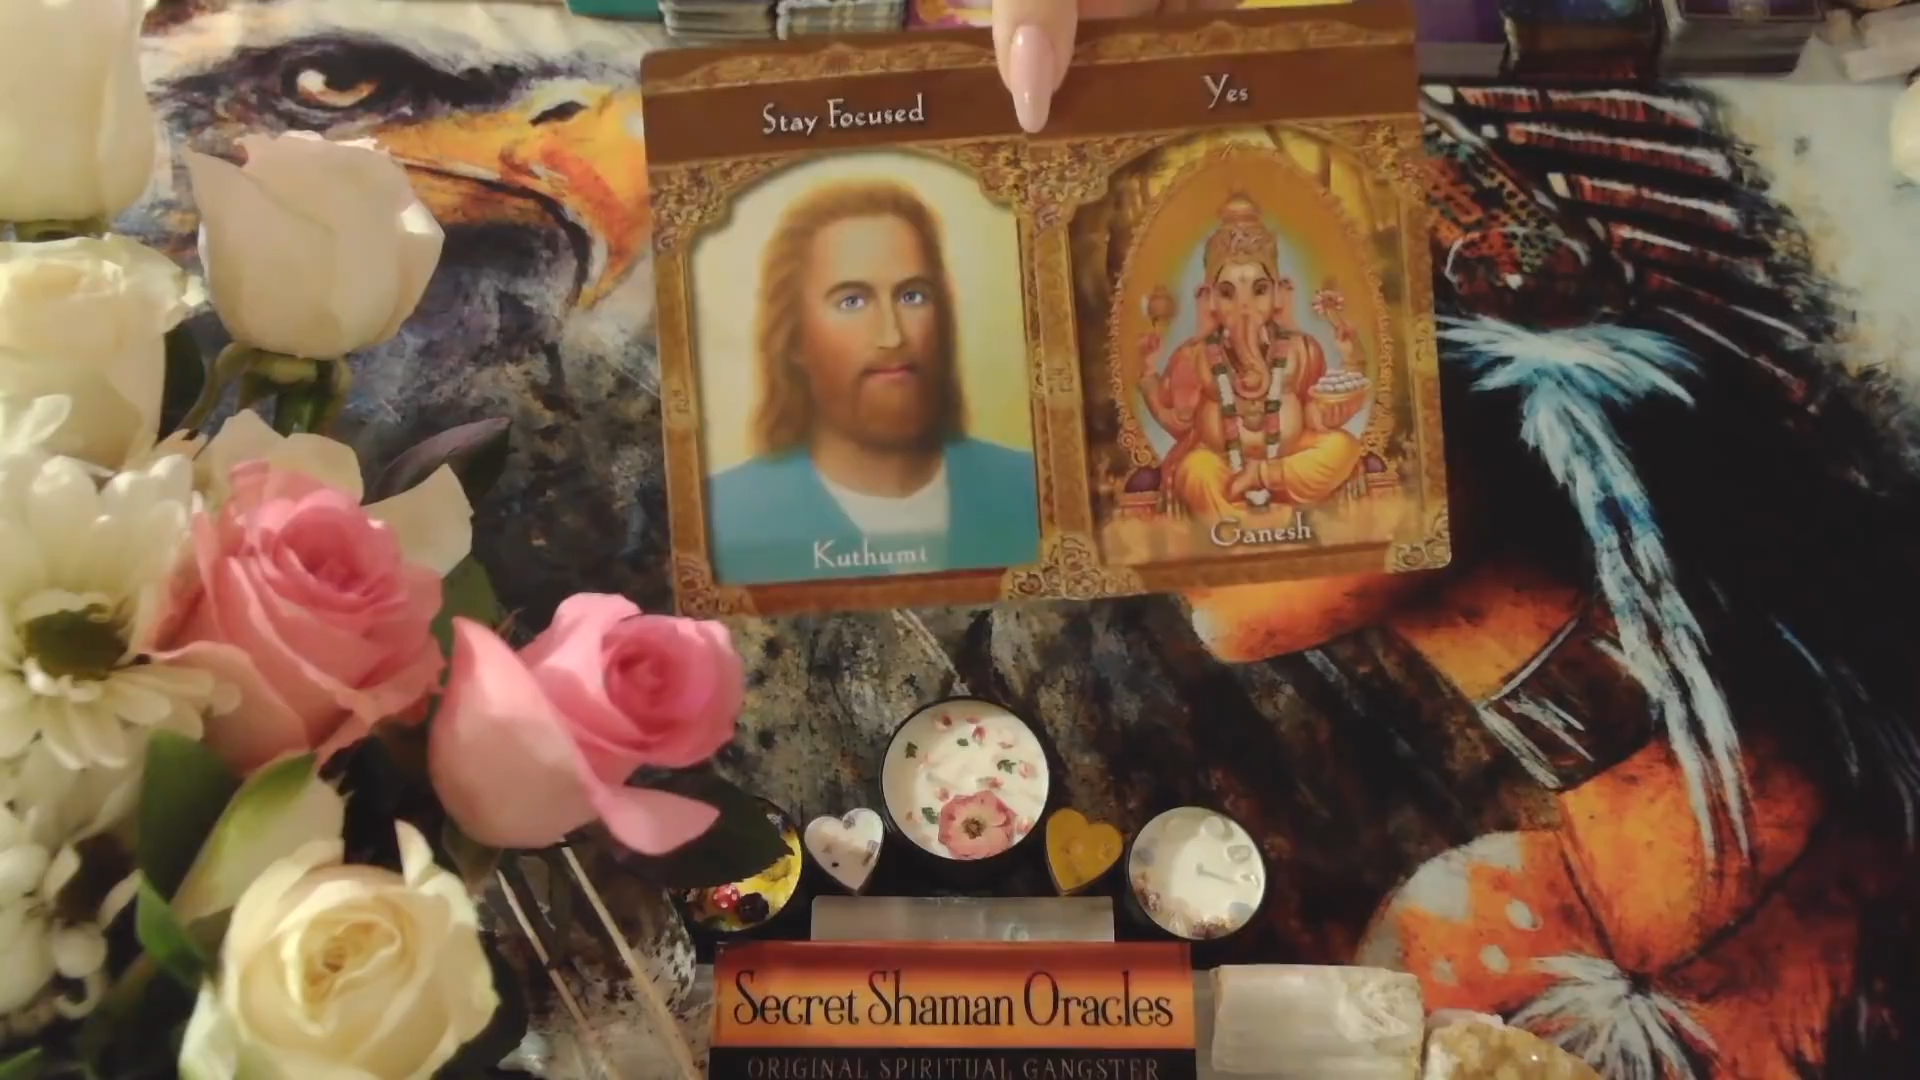 Stay Focused
Yes
Kuthumi
Ganesh
Secret Shaman Oracles
ORIGINAL SPIRITUAL GANGSTER